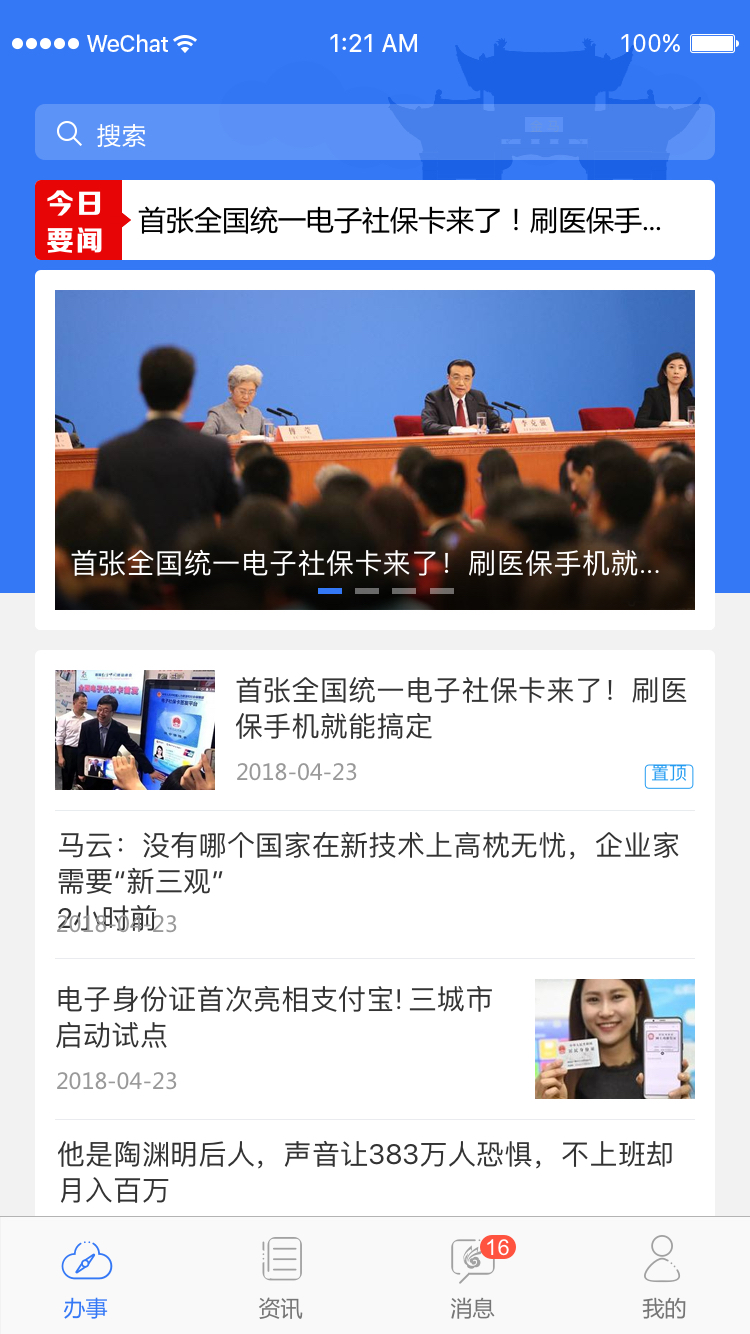 WeChat 1:21 AM 100%
搜索
今日
要闻
首张全国统一电子社保卡来了！刷医保手...
傅 莹
李克强
首张全国统一电子社保卡来了！刷医保手机就...
首张全国统一电子社保卡来了！刷医
保手机就能搞定
2018-04-23
置顶
马云：没有哪个国家在新技术上高枕无忧，企业家
需要“新三观”
2小时前
2018-04-23
电子身份证首次亮相支付宝! 三城市
启动试点
2018-04-23
他是陶渊明后人，声音让383万人恐惧，不上班却
月入百万
16
办事
资讯
消息
我的